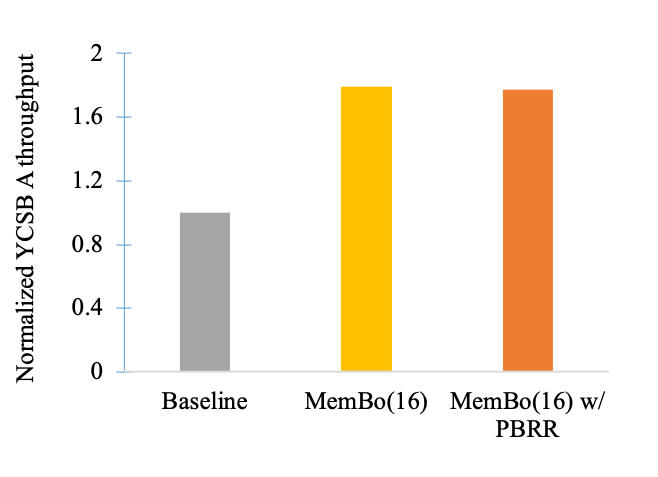 Normalized YCSB A throughput
2
1.6
1.2
0.8
0.4
0
Baseline
MemBo(16)
MemBo(16) w/
PBRR